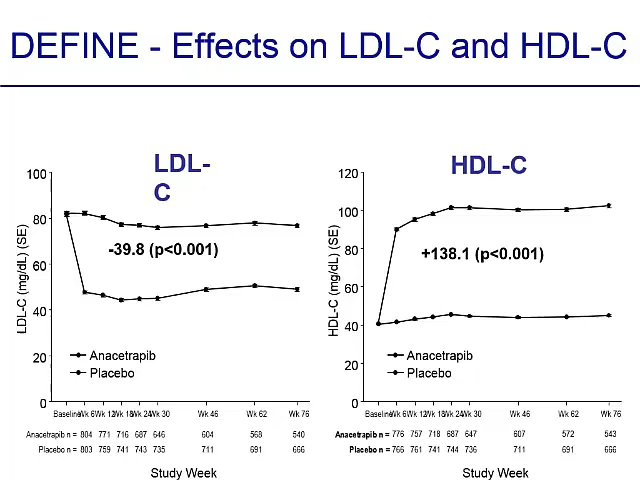 DEFINE - Effects on LDL-C and HDL-C
LDL-
C
100
80
60
40
20
0
LDL-C (mg/dL) (SE)
-39.8 (p<0.001)
Anacetrapib
Placebo
Baseline Wk 6 Wk 12 Wk 18 Wk 24 Wk 30 Wk 46 Wk 62 Wk 76
Anacetrapib n = 804 771 716 687 646 604 568 540
Placebo n = 803 759 741 743 735 711 691 666
Study Week
HDL-C
120
100
80
60
40
20
0
HDL-C (mg/dL) (SE)
+138.1 (p<0.001)
Anacetrapib
Placebo
Baseline Wk 6 Wk 12 Wk 18 Wk 24 Wk 30 Wk 46 Wk 62 Wk 76
Anacetrapib n = 776 757 718 687 647 607 572 543
Placebo n = 766 761 741 744 736 711 691 666
Study Week